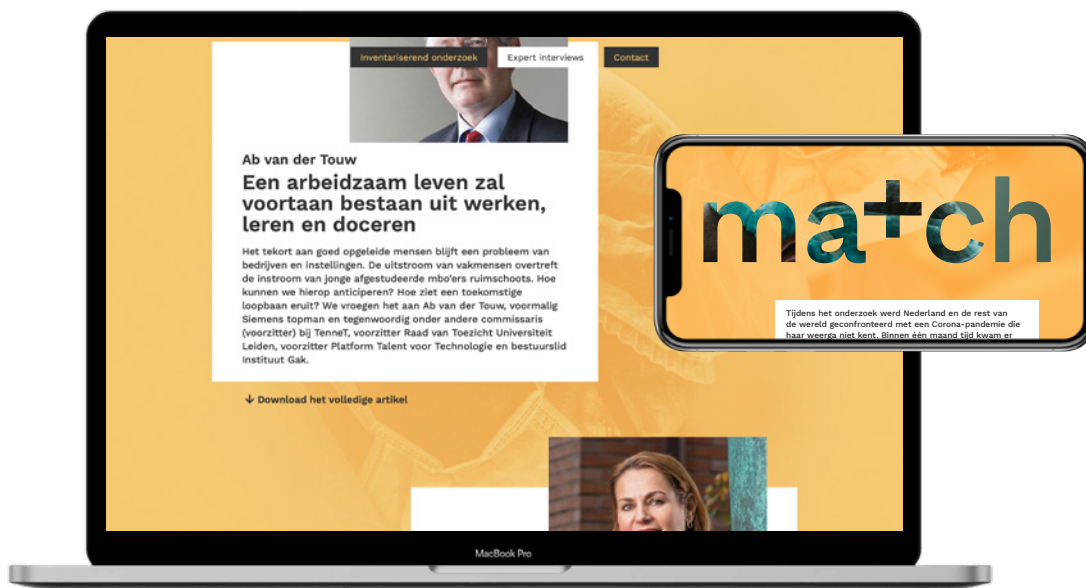 Inventariserend onderzoek
Expert interviews
Contact
Ab van der Touw
Een arbeidzaam leven zal
voortaan bestaan uit werken,
leren en doceren
Het tekort aan goed opgeleide mensen blijft een probleem van
bedrijven en instellingen. De uitstroom van vakmensen overtreft
de instroom van jonge afgestudeerde mbo'ers ruimschoots. Hoe
kunnen we hierop anticiperen? Hoe ziet een toekomstige
loopbaan eruit? We vroegen het aan Ab van der Touw, voormalig
Siemens topman en tegenwoordig onder andere commissaris
(voorzitter) bij TenneT, voorzitter Raad van Toezicht Universiteit
Leiden, voorzitter Platform Talent voor Technologie en bestuurslid
Instituut Gak.
↓ Download het volledige artikel
match
Tijdens het onderzoek werd Nederland en de rest van
de wereld geconfronteerd met een Corona-pandemie die
haar weerga niet kent. Binnen één maand tijd kwam er
MacBook Pro